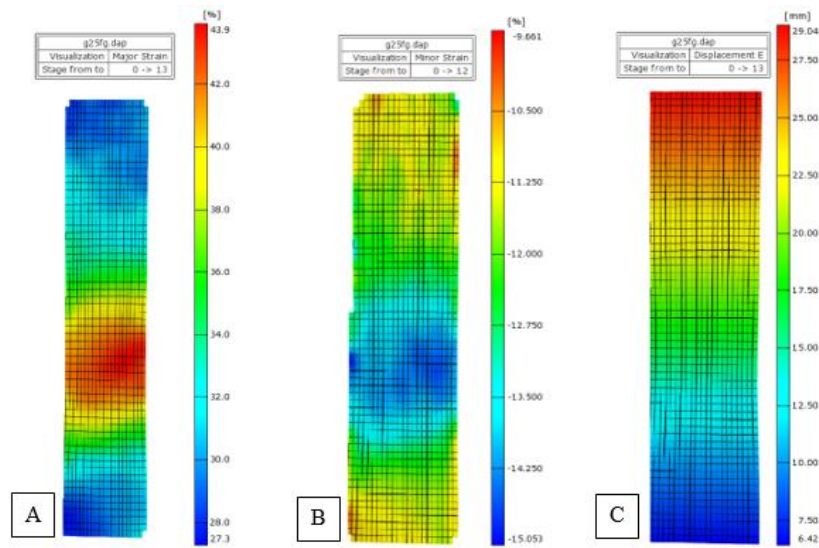 [%]
43.9
g25fg.dap
Visualization Major Strain
Stage from to 0 -> 13
42.0
40.0
38.0
36.0
34.0
32.0
28.0
27.3
A
[%]
-9.661
g25fg.dap
Visualization Minor Strain
Stage from to 0 -> 12
-10.500
-11.250
-12.000
-12.750
-13.500
-14.250
-15.053
B
[mm]
29.04
g25fg.dap
Visualization Displacement E
Stage from to 0 -> 13
25.00
22.50
20.00
17.50
15.00
12.50
10.00
7.50
6.42
C